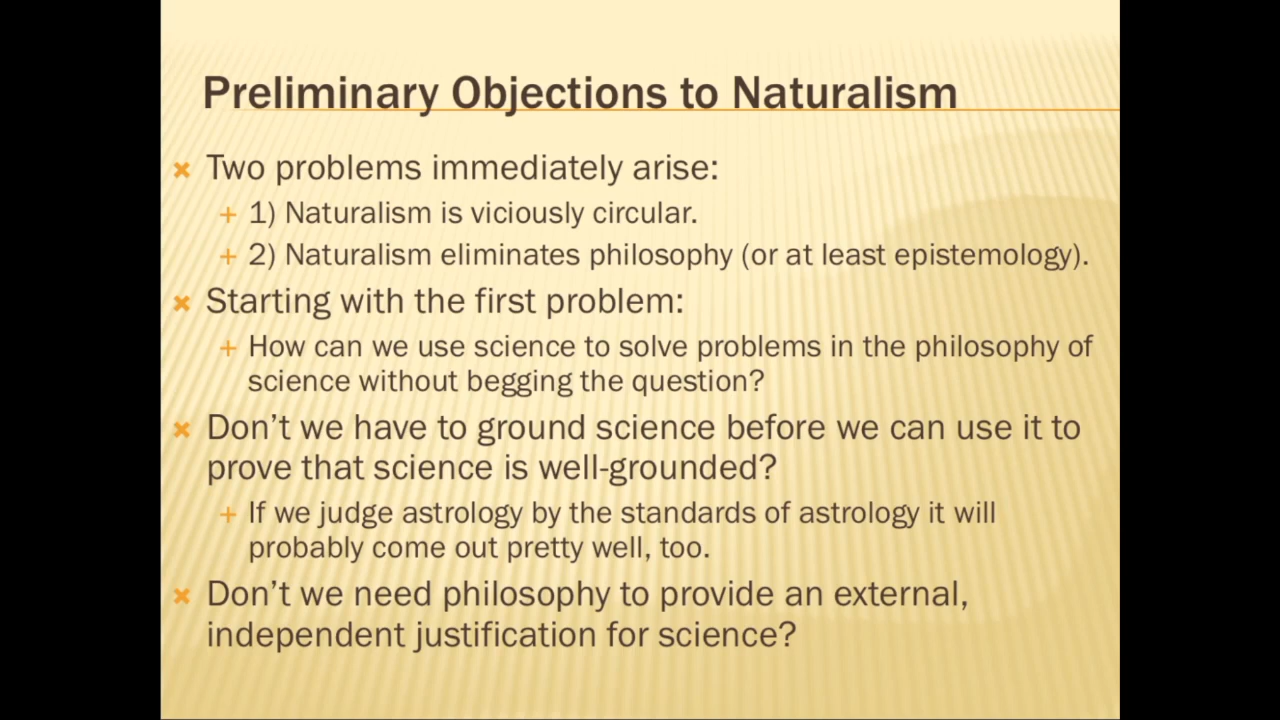 Preliminary Objections to Naturalism
Two problems immediately arise:
1) Naturalism is viciously circular.
2) Naturalism eliminates philosophy (or at least epistemology).
Starting with the first problem:
How can we use science to solve problems in the philosophy of
science without begging the question?
Don’t we have to ground science before we can use it to
prove that science is well-grounded?
If we judge astrology by the standards of astrology it will
probably come out pretty well, too.
Don’t we need philosophy to provide an external,
independent justification for science?